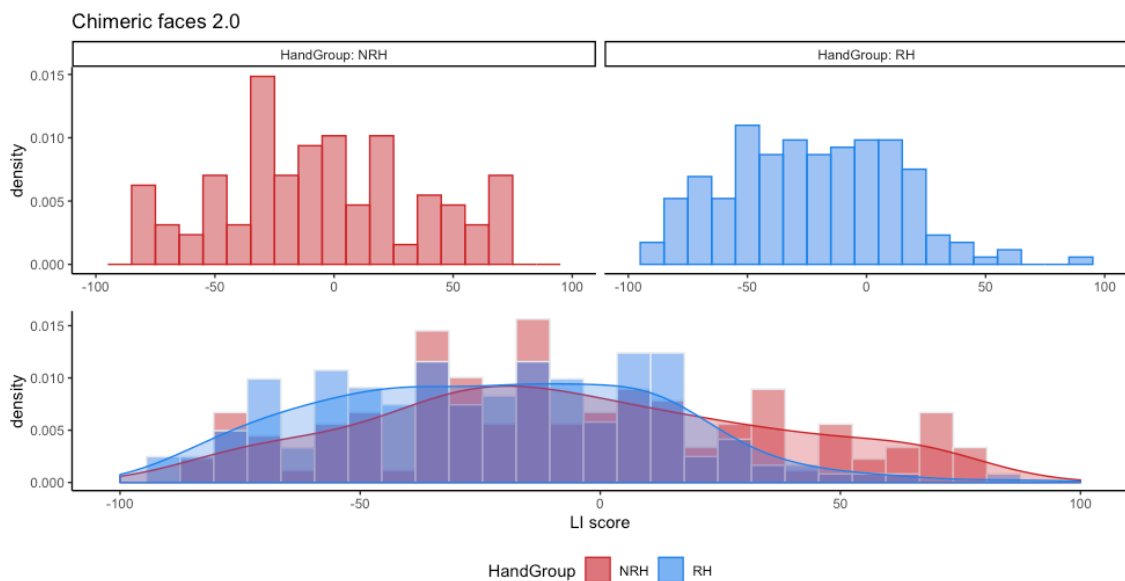 Chimeric faces 2.0
HandGroup: NRH
HandGroup: RH
density
0.015
0.010
0.005
0.000
-100 -50 0 50 100
-100 -50 0 50 100
density
0.015
0.010
0.005
0.000
-100 -50 0 50 100
LI score
HandGroup NRH RH